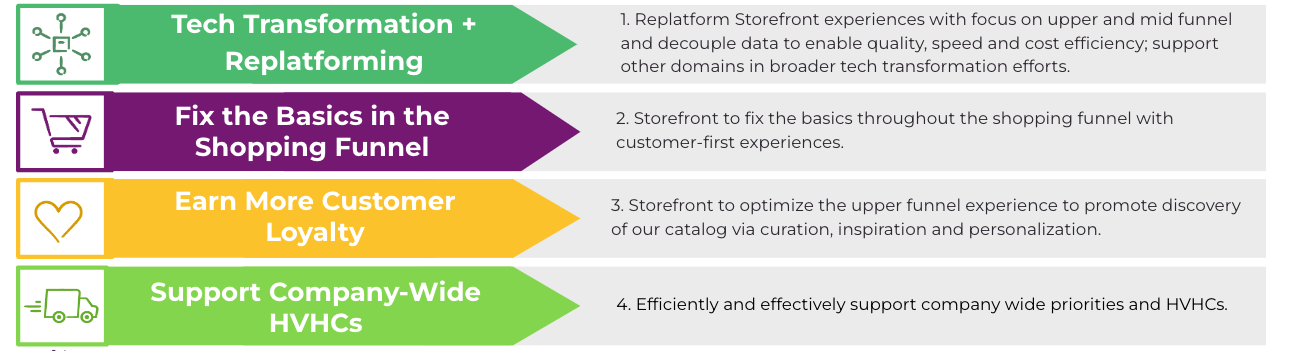 Tech Transformation +
Replatforming
1. Replatform Storefront experiences with focus on upper and mid funnel
and decouple data to enable quality, speed and cost efficiency; support
other domains in broader tech transformation efforts.
Fix the Basics in the
Shopping Funnel
2. Storefront to fix the basics throughout the shopping funnel with
customer-first experiences.
Earn More Customer
Loyalty
3. Storefront to optimize the upper funnel experience to promote discovery
of our catalog via curation, inspiration and personalization.
Support Company-Wide
HVHCs
4. Efficiently and effectively support company wide priorities and HVHCs.